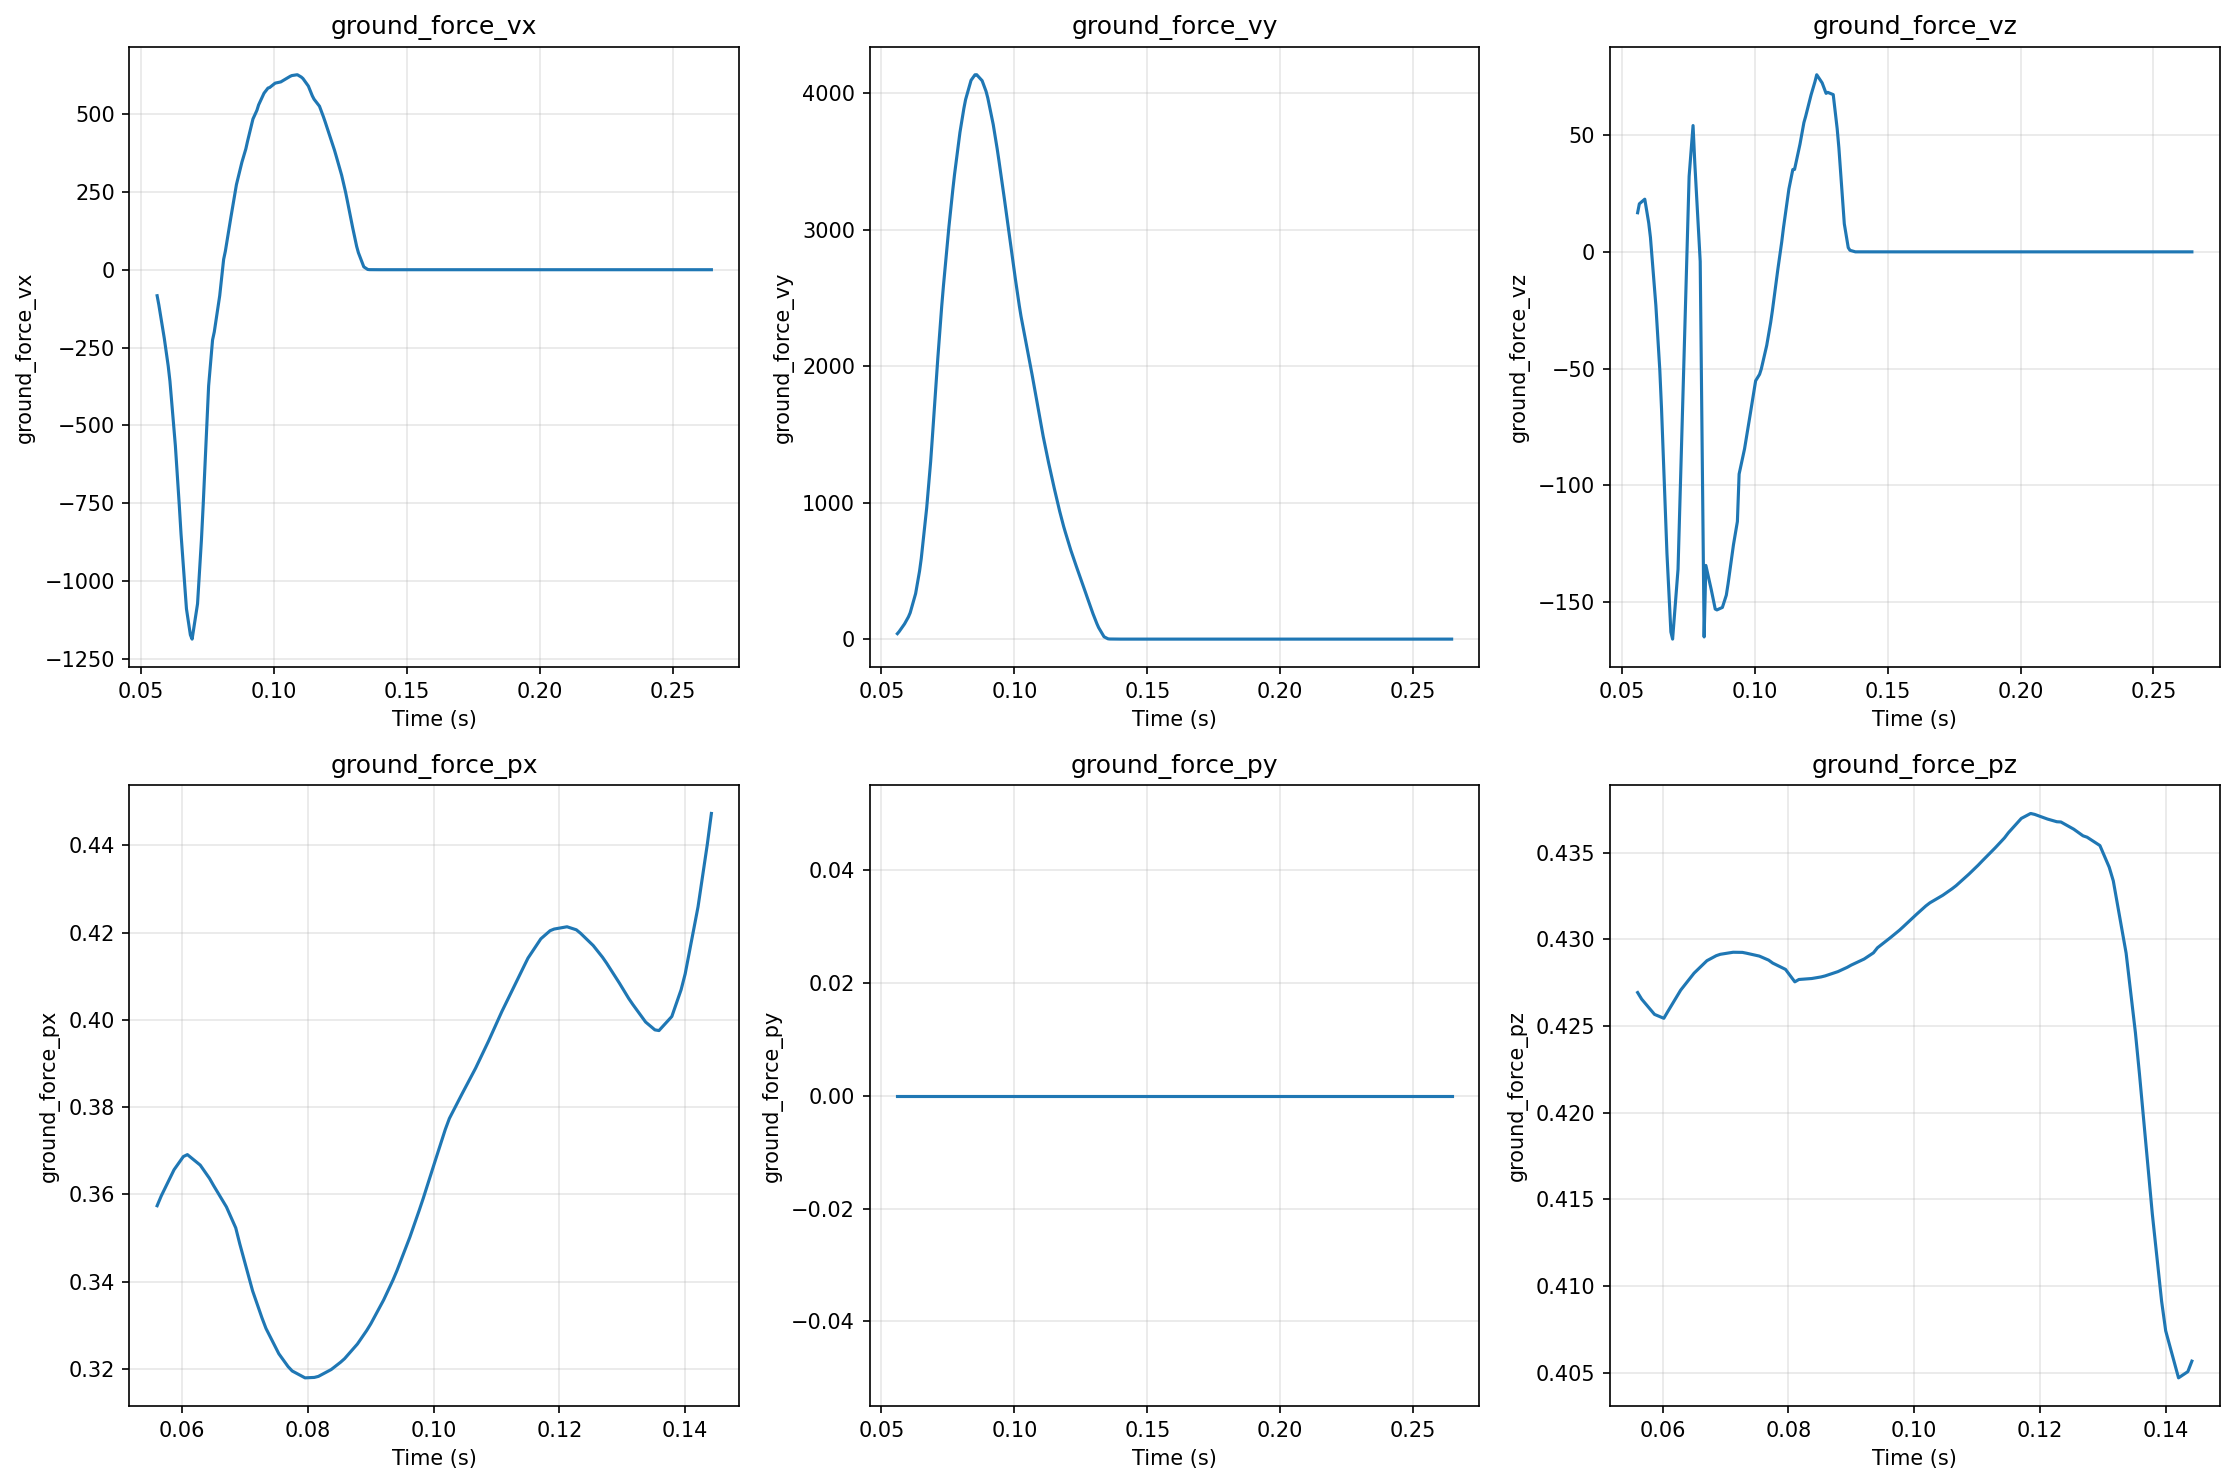 ground_force_vx
ground_force_vx
500
250
0
−250
−500
−750
−1000
−1250
0.05 0.10 0.15 0.20 0.25
Time (s)
ground_force_vy
ground_force_vy
4000
3000
2000
1000
0
0.05 0.10 0.15 0.20 0.25
Time (s)
ground_force_vz
ground_force_vz
50
0
−50
−100
−150
0.05 0.10 0.15 0.20 0.25
Time (s)
ground_force_px
ground_force_px
0.44
0.42
0.40
0.38
0.36
0.34
0.32
0.06 0.08 0.10 0.12 0.14
Time (s)
ground_force_py
ground_force_py
0.04
0.02
0.00
−0.02
−0.04
0.05 0.10 0.15 0.20 0.25
Time (s)
ground_force_pz
ground_force_pz
0.435
0.430
0.425
0.420
0.415
0.410
0.405
0.06 0.08 0.10 0.12 0.14
Time (s)